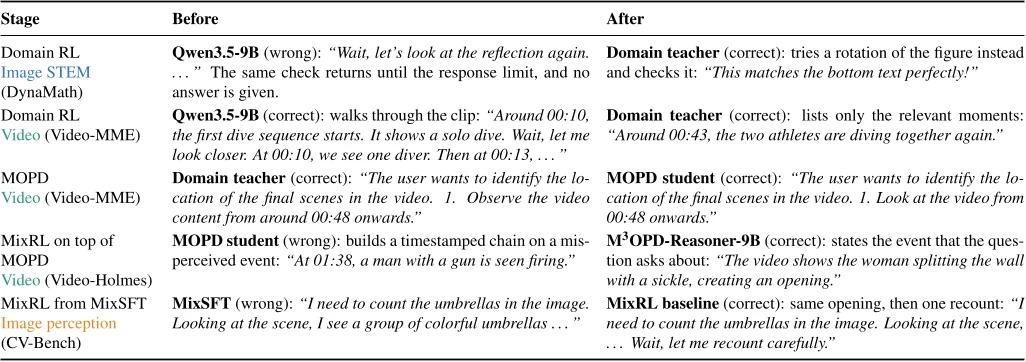 Stage Before After
Domain RL
Image STEM
(DynaMath)
Qwen3.5-9B (wrong): “Wait, let’s look at the reflection again.
. . . ” The same check returns until the response limit, and no
answer is given.
Domain teacher (correct): tries a rotation of the figure instead
and checks it: “This matches the bottom text perfectly!”
Domain RL
Video (Video-MME)
Qwen3.5-9B (correct): walks through the clip: “Around 00:10,
the first dive sequence starts. It shows a solo dive. Wait, let me
look closer. At 00:10, we see one diver. Then at 00:13, . . . ”
Domain teacher (correct): lists only the relevant moments:
“Around 00:43, the two athletes are diving together again.”
MOPD
Video (Video-MME)
Domain teacher (correct): “The user wants to identify the lo-
cation of the final scenes in the video. 1. Observe the video
content from around 00:48 onwards.”
MOPD student (correct): “The user wants to identify the lo-
cation of the final scenes in the video. 1. Look at the video from
00:48 onwards.”
MixRL on top of
MOPD
Video (Video-Holmes)
MOPD student (wrong): builds a timestamped chain on a mis-
perceived event: “At 01:38, a man with a gun is seen firing.”
M³OPD-Reasoner-9B (correct): states the event that the ques-
tion asks about: “The video shows the woman splitting the wall
with a sickle, creating an opening.”
MixRL from MixSFT
Image perception
(CV-Bench)
MixSFT (wrong): “I need to count the umbrellas in the image.
Looking at the scene, I see a group of colorful umbrellas . . . ”
MixRL baseline (correct): same opening, then one recount: “I
need to count the umbrellas in the image. Looking at the scene,
. . . Wait, let me recount carefully.”